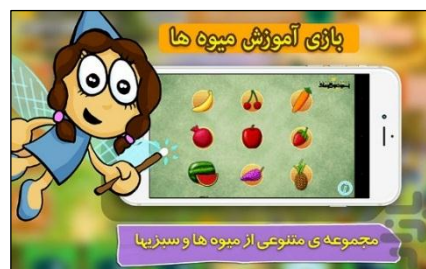 بازی آموزش میوه ها
مجموعه ی متنوعی از میوه ها و سبزیها